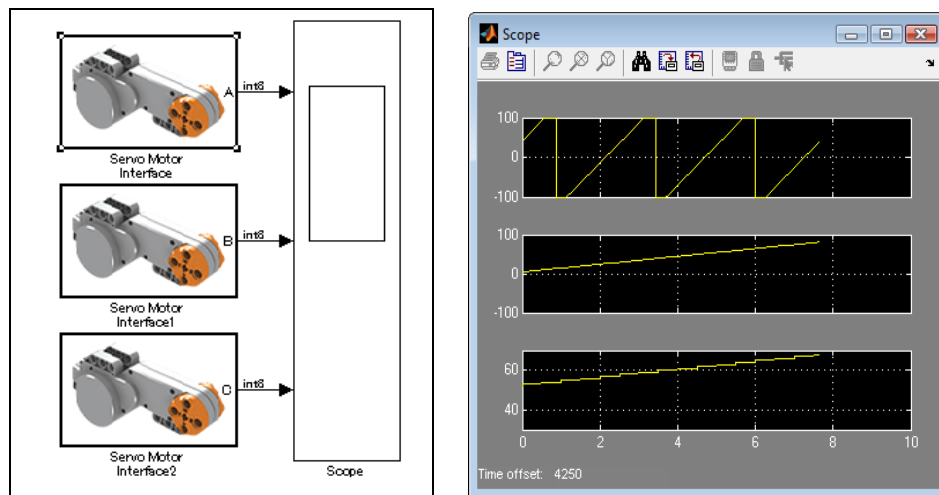 A
int8
Servo Motor
Interface
B
int8
Servo Motor
Interface1
C
int8
Servo Motor
Interface2
Scope
Scope
100
0
-100
100
0
-100
60
40
0
2
4
6
8
10
Time offset: 4250